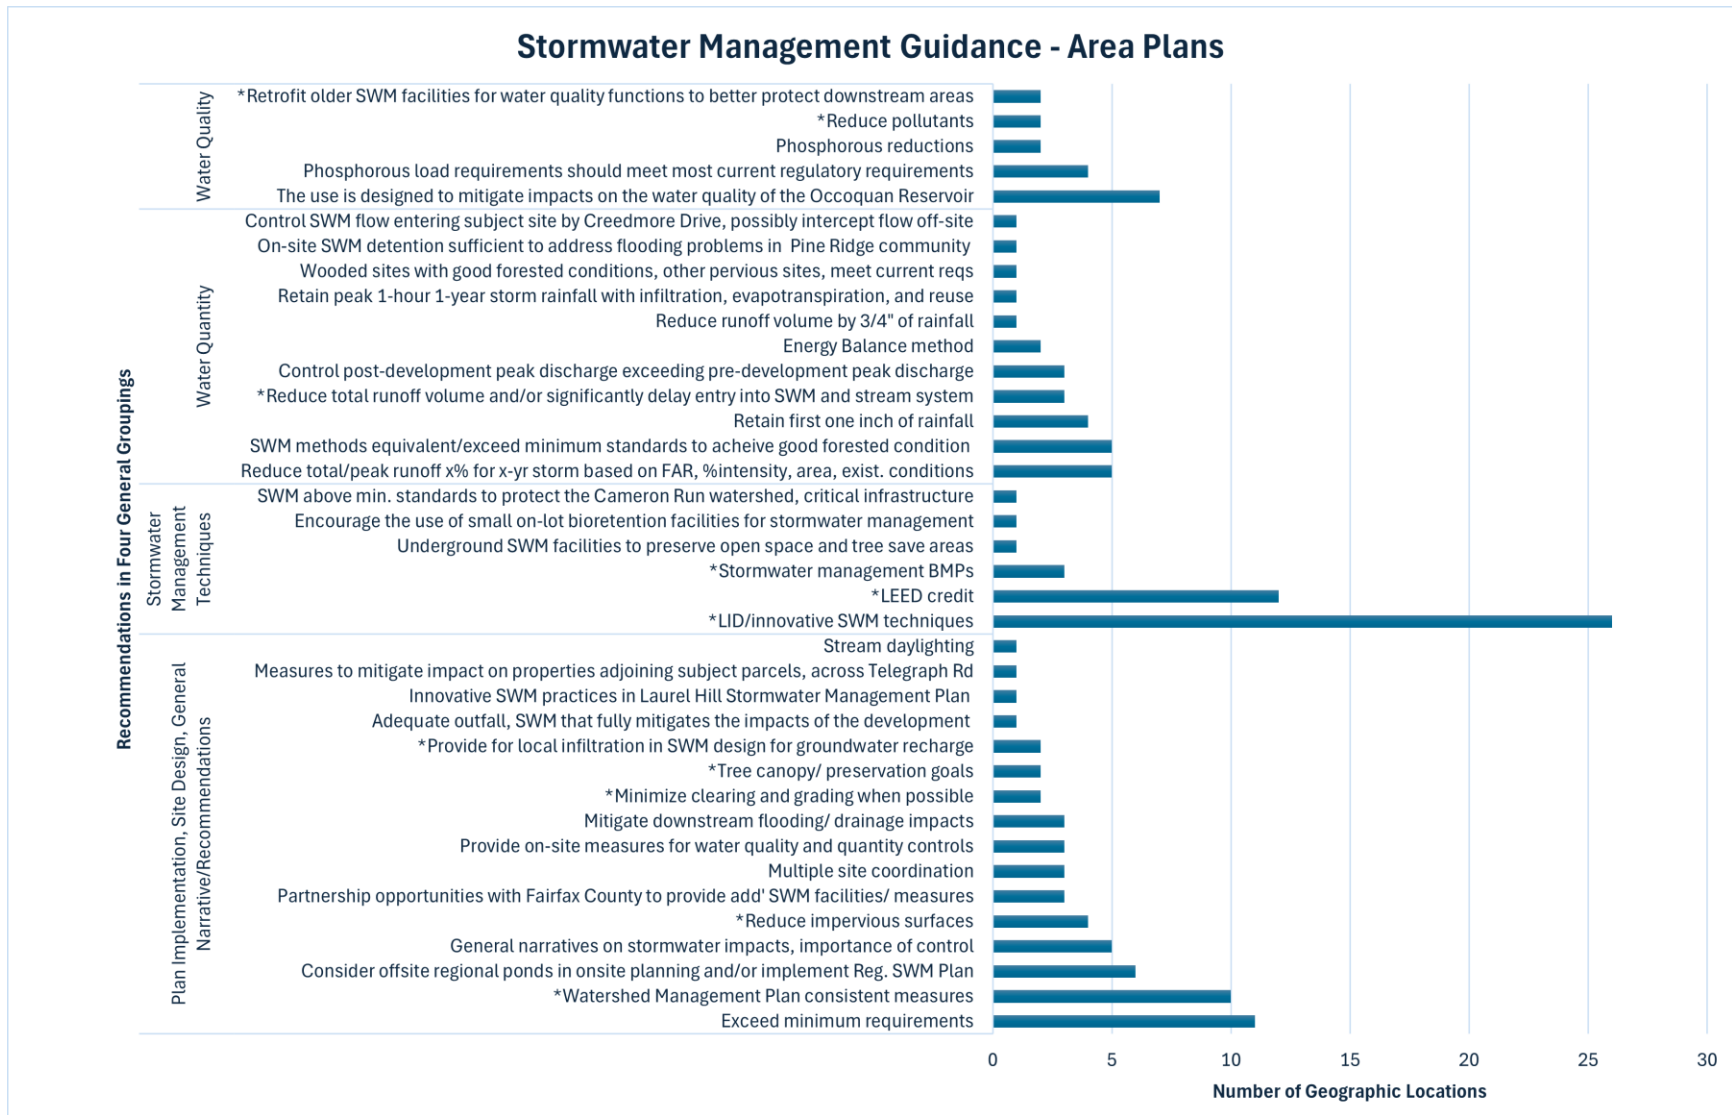 Stormwater Management Guidance - Area Plans
Recommendations in Four General Groupings
Water Quality
*Retrofit older SWM facilities for water quality functions to better protect downstream areas
*Reduce pollutants
Phosphorous reductions
Phosphorous load requirements should meet most current regulatory requirements
The use is designed to mitigate impacts on the water quality of the Occoquan Reservoir
Water Quantity
Control SWM flow entering subject site by Creedmore Drive, possibly intercept flow off-site
On-site SWM detention sufficient to address flooding problems in  Pine Ridge community
Wooded sites with good forested conditions, other pervious sites, meet current reqs
Retain peak 1-hour 1-year storm rainfall with infiltration, evapotranspiration, and reuse
Reduce runoff volume by 3/4" of rainfall
Energy Balance method
Control post-development peak discharge exceeding pre-development peak discharge
*Reduce total runoff volume and/or significantly delay entry into SWM and stream system
Retain first one inch of rainfall
SWM methods equivalent/exceed minimum standards to acheive good forested condition
Reduce total/peak runoff x% for x-yr storm based on FAR, %intensity, area, exist. conditions
Stormwater
Management
Techniques
SWM above min. standards to protect the Cameron Run watershed, critical infrastructure
Encourage the use of small on-lot bioretention facilities for stormwater management
Underground SWM facilities to preserve open space and tree save areas
*Stormwater management BMPs
*LEED credit
*LID/innovative SWM techniques
Plan Implementation, Site Design, General
Narrative/Recommendations
Stream daylighting
Measures to mitigate impact on properties adjoining subject parcels, across Telegraph Rd
Innovative SWM practices in Laurel Hill Stormwater Management Plan
Adequate outfall, SWM that fully mitigates the impacts of the development
*Provide for local infiltration in SWM design for groundwater recharge
*Tree canopy/ preservation goals
*Minimize clearing and grading when possible
Mitigate downstream flooding/ drainage impacts
Provide on-site measures for water quality and quantity controls
Multiple site coordination
Partnership opportunities with Fairfax County to provide add' SWM facilities/ measures
*Reduce impervious surfaces
General narratives on stormwater impacts, importance of control
Consider offsite regional ponds in onsite planning and/or implement Reg. SWM Plan
*Watershed Management Plan consistent measures
Exceed minimum requirements
0 5 10 15 20 25 30
Number of Geographic Locations